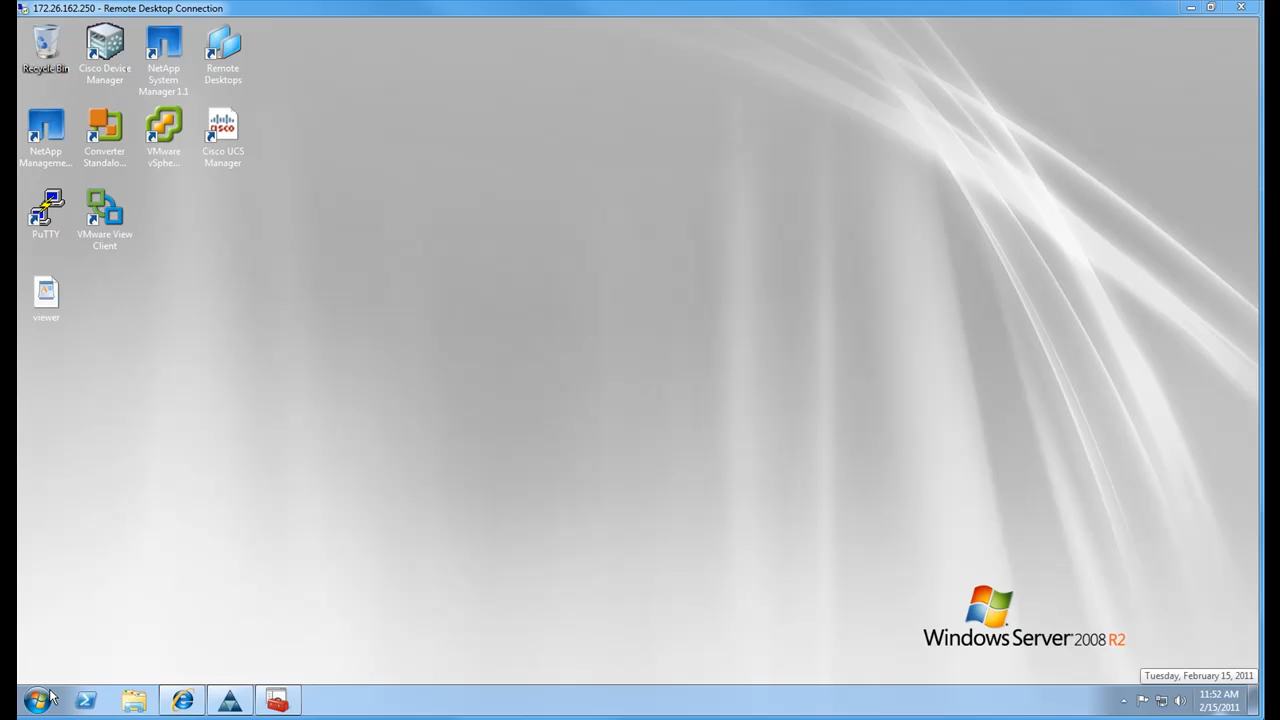 172.26.162.250 - Remote Desktop Connection
Recycle Bin
Cisco Device
Manager
NetApp
System
Manager 1.1
Remote
Desktops
NetApp
Manageme...
Converter
Standalo...
VMware
vSphe...
CISCO
Cisco UCS
Manager
PuTTY
VMware View
Client
viewer
Windows Server 2008 R2
Tuesday, February 15, 2011
11:52 AM
2/15/2011